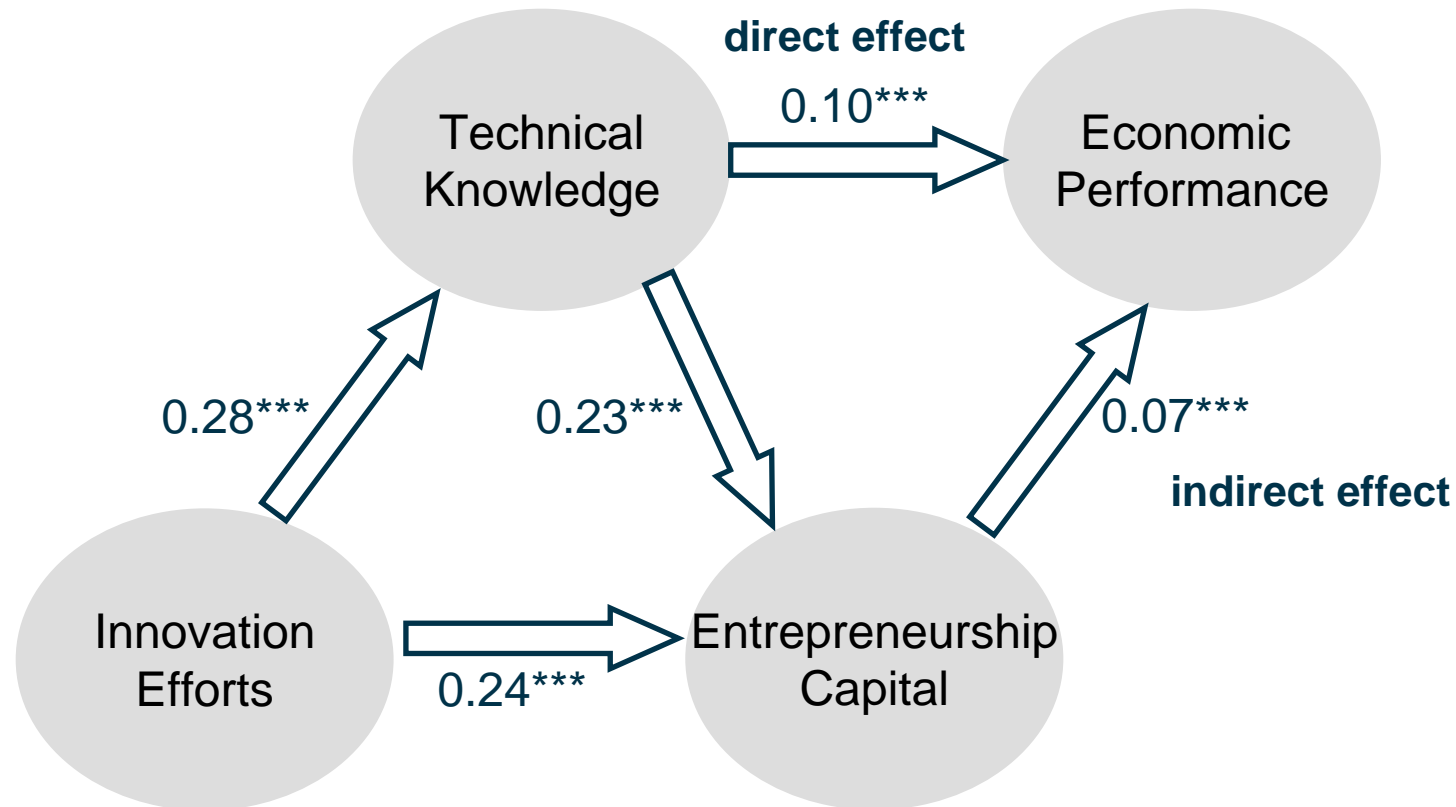 direct effect
0.10***
Technical
Knowledge
Economic
Performance
0.28***
0.23***
0.07***
indirect effect
Innovation
Efforts
0.24***
Entrepreneurship
Capital